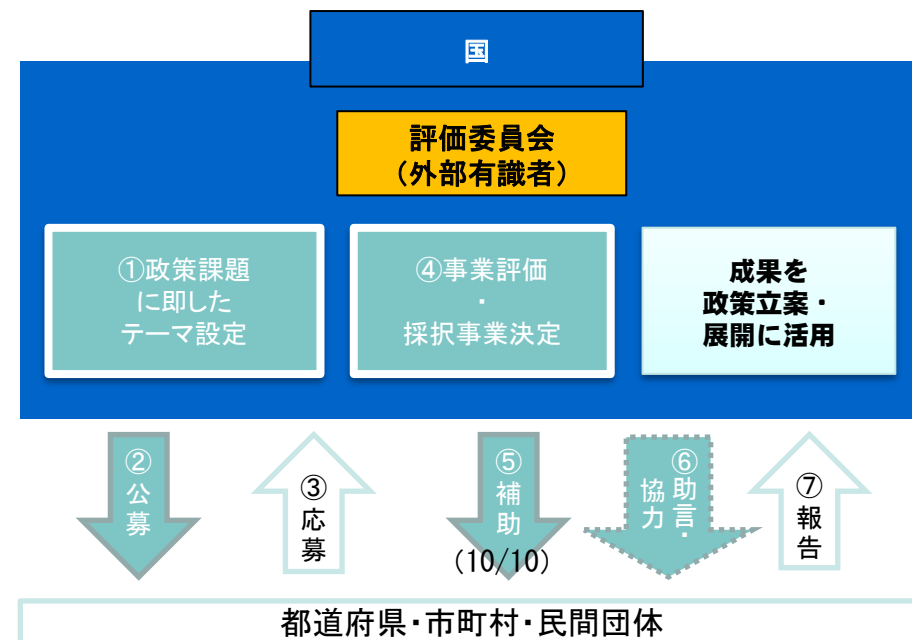 国
評価委員会
（外部有識者）
①政策課題
に即した
テーマ設定
④事業評価
・
採択事業決定
成果を
政策立案・
展開に活用
②公募
③応募
⑤補助
(10/10)
⑥助言・
協力
⑦報告
都道府県・市町村・民間団体